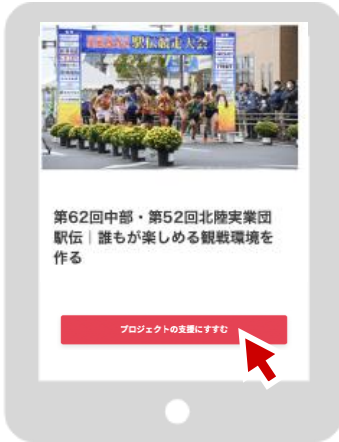 駅伝競走大会
第62回中部・第52回北陸実業団
駅伝｜誰もが楽しめる観戦環境を
作る
プロジェクトの支援にすすむ